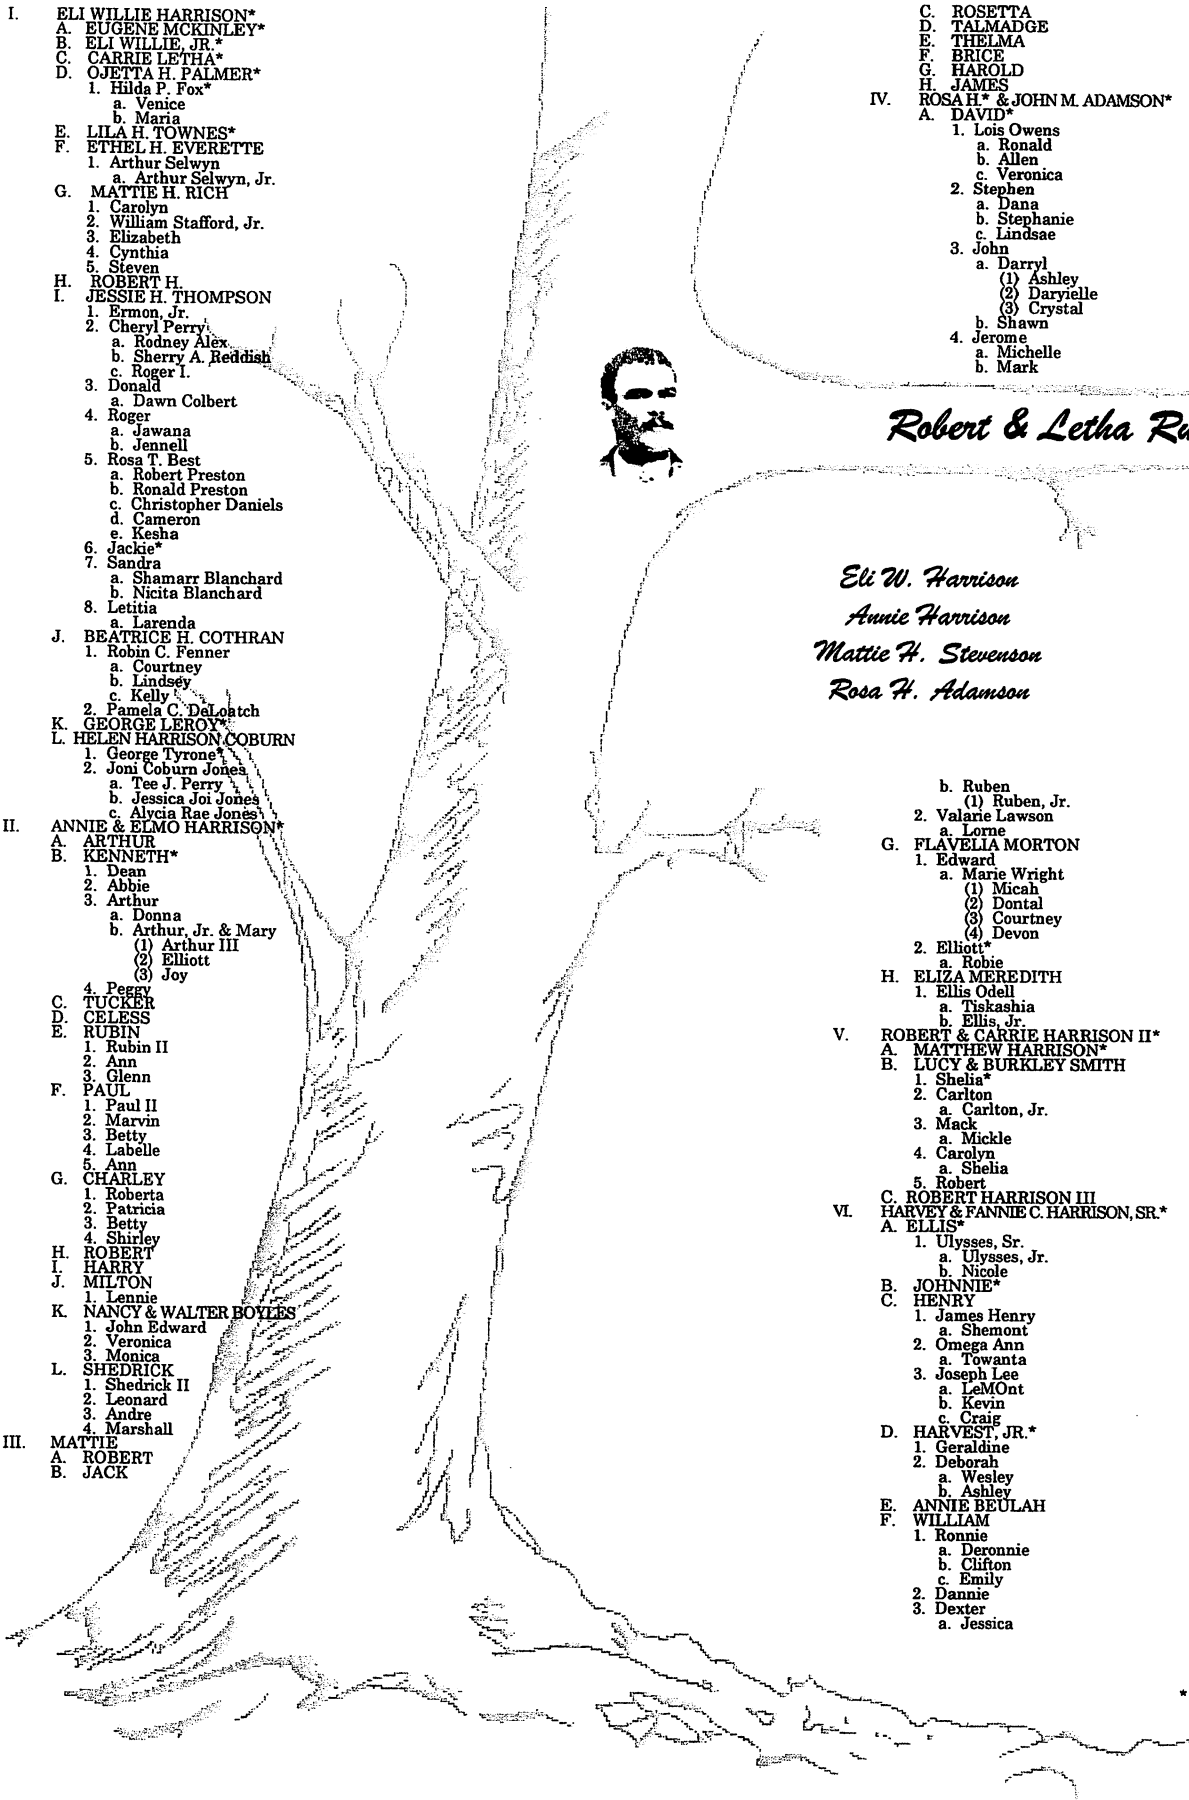 I. ELI WILLIE HARRISON*
A. EUGENE MCKINLEY*
B. ELI WILLIE, JR.*
C. CARRIE LETHA*
D. OJETTA H. PALMER*
1. Hilda P. Fox*
a. Venice
b. Maria
E. LILA H. TOWNES*
F. ETHEL H. EVERETTE
1. Arthur Selwyn
a. Arthur Selwyn, Jr.
G. MATTIE H. RICH
1. Carolyn
2. William Stafford, Jr.
3. Elizabeth
4. Cynthia
5. Steven
H. ROBERT H.
I. JESSIE H. THOMPSON
1. Ermon, Jr.
2. Cheryl Perry
a. Rodney Alex
b. Sherry A. Reddish
c. Roger I.
3. Donald
a. Dawn Colbert
4. Roger
a. Jawana
b. Jennell
5. Rosa T. Best
a. Robert Preston
b. Ronald Preston
c. Christopher Daniels
d. Cameron
e. Kesha
6. Jackie*
7. Sandra
a. Shamarr Blanchard
b. Nicita Blanchard
8. Letitia
a. Larenda
J. BEATRICE H. COTHRAN
1. Robin C. Fenner
a. Courtney
b. Lindsey
c. Kelly
2. Pamela C. DeLoatch
K. GEORGE LEROY*
L. HELEN HARRISON COBURN
1. George Tyrone*
2. Joni Coburn Jones
a. Tee J. Perry
b. Jessica Joi Jones
c. Alycia Rae Jones
II. ANNIE & ELMO HARRISON*
A. ARTHUR
B. KENNETH*
1. Dean
2. Abbie
3. Arthur
a. Donna
b. Arthur, Jr. & Mary
(1) Arthur III
(2) Elliott
(3) Joy
4. Peggy
C. TUCKER
D. CELESS
E. RUBIN
1. Rubin II
2. Ann
3. Glenn
F. PAUL
1. Paul II
2. Marvin
3. Betty
4. Labelle
5. Ann
G. CHARLEY
1. Roberta
2. Patricia
3. Betty
4. Shirley
H. ROBERT
I. HARRY
J. MILTON
1. Lennie
K. NANCY & WALTER BOYLES
1. John Edward
2. Veronica
3. Monica
L. SHEDRICK
1. Shedrick II
2. Leonard
3. Andre
4. Marshall
III. MATTIE
A. ROBERT
B. JACK
C. ROSETTA
D. TALMADGE
E. THELMA
F. BRICE
G. HAROLD
H. JAMES
IV. ROSA H.* & JOHN M. ADAMSON*
A. DAVID*
1. Lois Owens
a. Ronald
b. Allen
c. Veronica
2. Stephen
a. Dana
b. Stephanie
c. Lindsae
3. John
a. Darryl
(1) Ashley
(2) Daryielle
(3) Crystal
b. Shawn
4. Jerome
a. Michelle
b. Mark
Robert & Letha Ru
Eli W. Harrison
Annie Harrison
Mattie H. Stevenson
Rosa H. Adamson
b. Ruben
(1) Ruben, Jr.
2. Valarie Lawson
a. Lorne
G. FLAVELIA MORTON
1. Edward
a. Marie Wright
(1) Micah
(2) Dontal
(3) Courtney
(4) Devon
2. Elliott*
a. Robie
H. ELIZA MEREDITH
1. Ellis Odell
a. Tiskashia
b. Ellis, Jr.
V. ROBERT & CARRIE HARRISON II*
A. MATTHEW HARRISON*
B. LUCY & BURKLEY SMITH
1. Shelia*
2. Carlton
a. Carlton, Jr.
3. Mack
a. Mickle
4. Carolyn
a. Shelia
5. Robert
C. ROBERT HARRISON III
VI. HARVEY & FANNIE C. HARRISON, SR.*
A. ELLIS*
1. Ulysses, Sr.
a. Ulysses, Jr.
b. Nicole
B. JOHNNIE*
C. HENRY
1. James Henry
a. Shemont
2. Omega Ann
a. Towanta
3. Joseph Lee
a. LeMOnt
b. Kevin
c. Craig
D. HARVEST, JR.*
1. Geraldine
2. Deborah
a. Wesley
b. Ashley
E. ANNIE BEULAH
F. WILLIAM
1. Ronnie
a. Deronnie
b. Clifton
c. Emily
2. Dannie
3. Dexter
a. Jessica
*